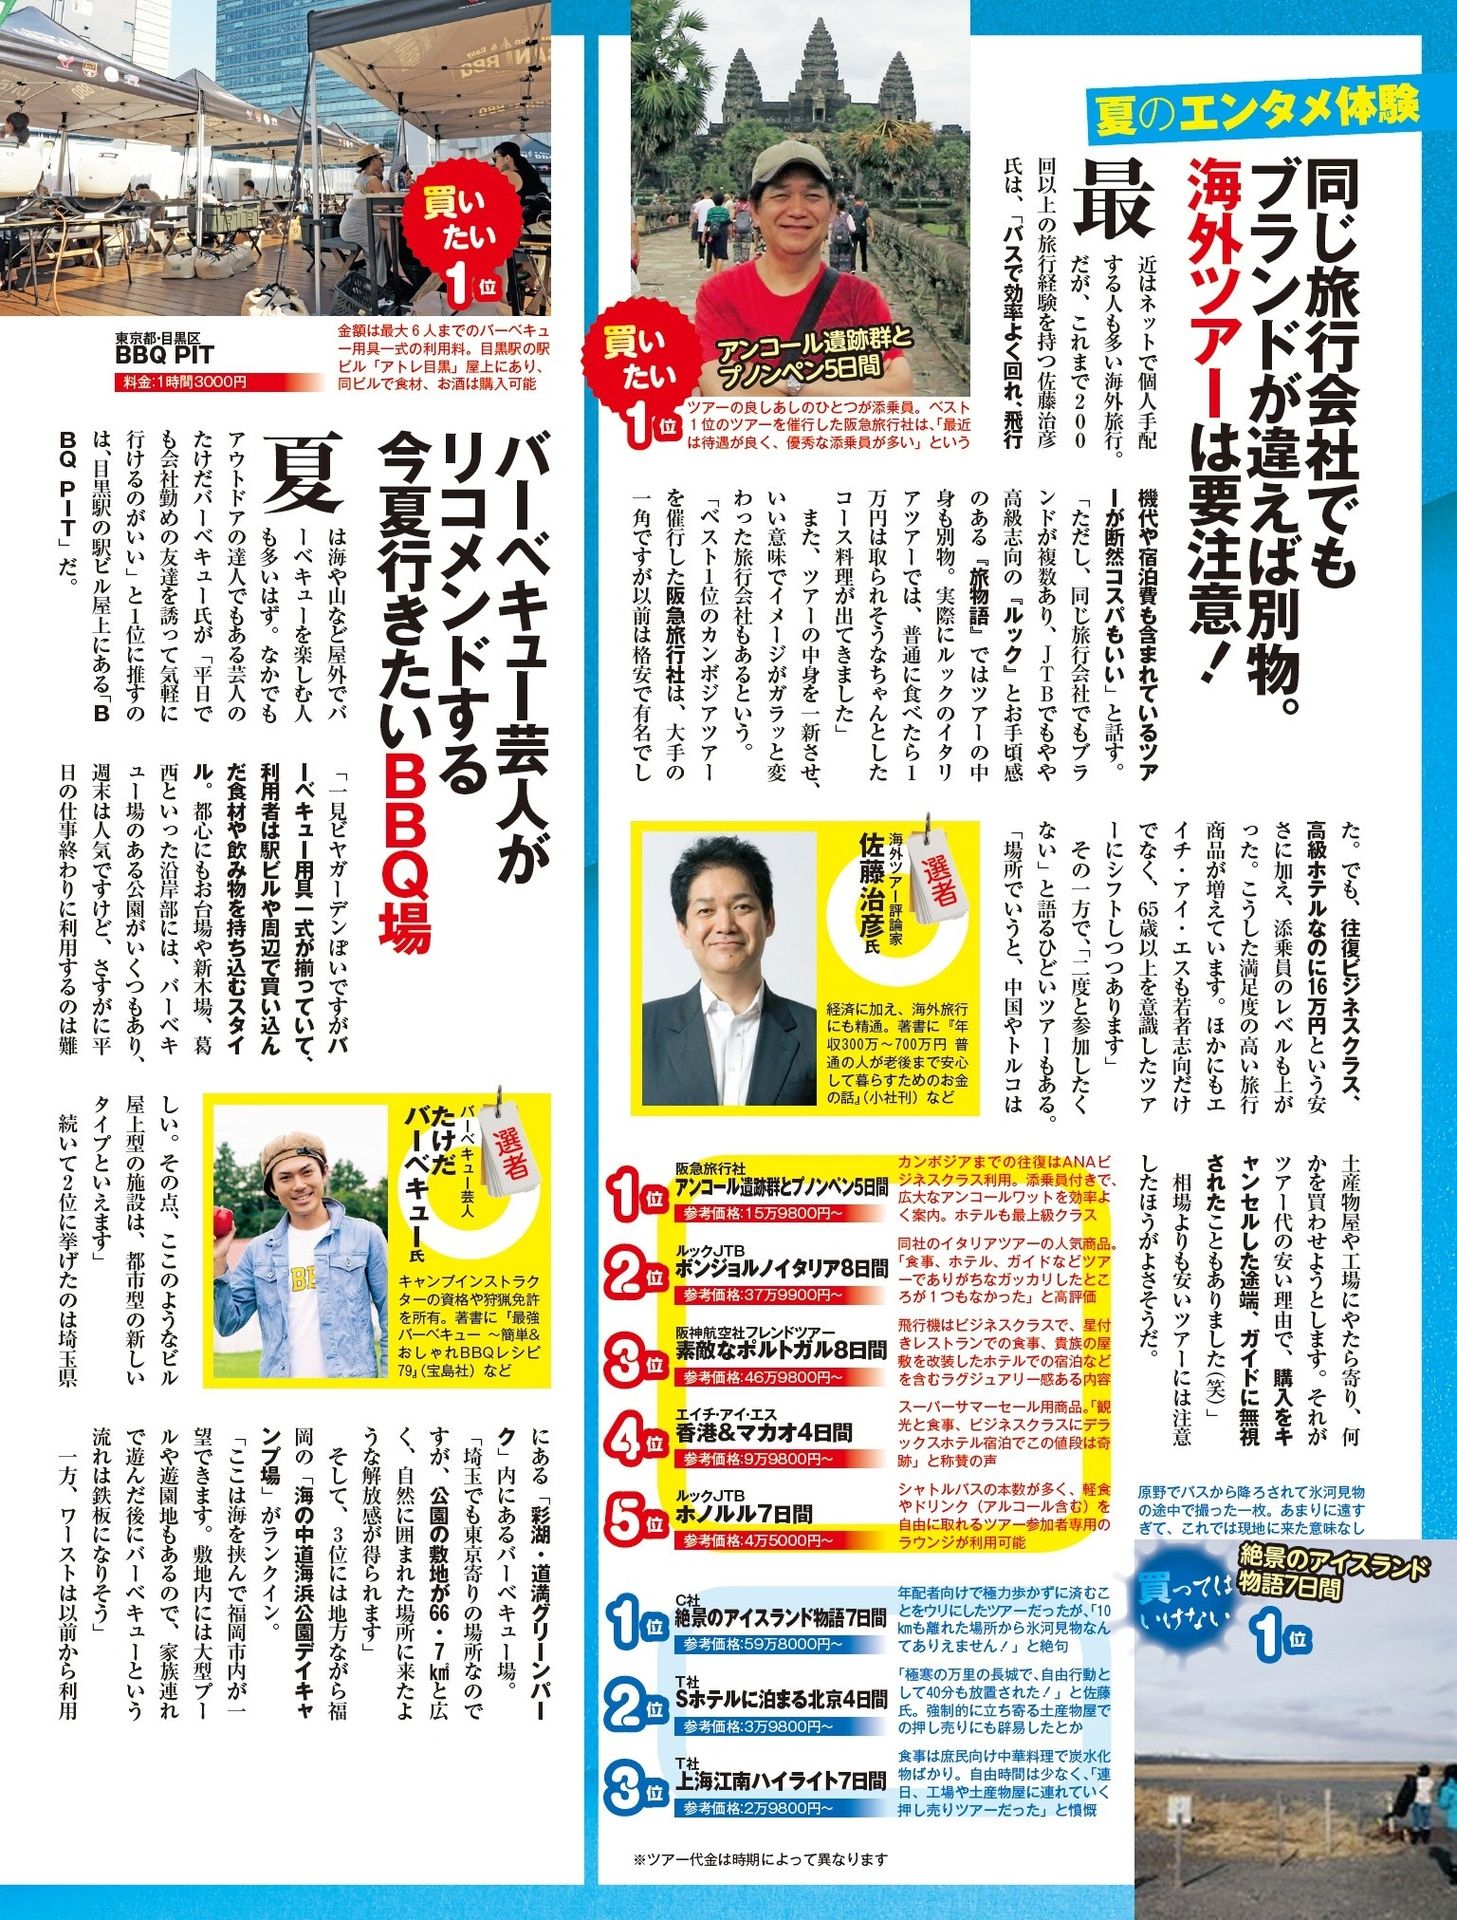 夏のエンタメ体験
同じ旅行会社でも
ブランドが違えば別物。
海外ツアーは要注意！
最近はネットで個人手配
する人も多い海外旅行。
だが、これまで200
回以上の旅行経験を持つ佐藤治彦
氏は、「バスで効率よく回れ、飛行
機代や宿泊費も含まれているツア
ーが断然コスパもいい」と話す。
「ただし、同じ旅行会社でもブラ
ンドが複数あり、JTBでもやや
高級志向の『ルック』とお手頃感
のある『旅物語』ではツアーの中
身も別物。実際にルックのイタリ
アツアーでは、普通に食べたら1
万円は取られそうなちゃんとした
コース料理が出てきました」
また、ツアーの中身を一新させ、
いい意味でイメージがガラッと変
わった旅行会社もあるという。
「ベスト1位のカンボジアツアー
を催行した阪急旅行社は、大手の
一角ですが以前は格安で有名でし
た。でも、往復ビジネスクラス、
高級ホテルなのに16万円という安
さに加え、添乗員のレベルも上が
った。こうした満足度の高い旅行
商品が増えています。ほかにもエ
イチ・アイ・エスも若者志向だけ
でなく、65歳以上を意識したツア
ーにシフトしつつあります」
その一方で、「二度と参加したく
ない」と語るひどいツアーもある。
「場所でいうと、中国やトルコは
土産物屋や工場にやたら寄り、何
かを買わせようとします。それが
ツアー代の安い理由で、購入をキ
ャンセルした途端、ガイドに無視
されたこともありました（笑）」
相場よりも安いツアーには注意
したほうがよさそうだ。
買いたい1位
アンコール遺跡群と
プノンペン5日間
ツアーの良しあしのひとつが添乗員。ベスト
1位のツアーを催行した阪急旅行社は、「最近
は待遇が良く、優秀な添乗員が多い」という
選者
海外ツアー評論家
佐藤治彦氏
経済に加え、海外旅行
にも精通。著書に『年
収300万〜700万円 普
通の人が老後まで安心
して暮らすためのお金
の話』（小社刊）など
1位
阪急旅行社
アンコール遺跡群とプノンペン5日間
参考価格:15万9800円〜
カンボジアまでの往復はANAビ
ジネスクラス利用。添乗員付きで、
広大なアンコールワットを効率よ
く案内。ホテルも最上級クラス
2位
ルックJTB
ボンジョルノイタリア8日間
参考価格:37万9900円〜
同社のイタリアツアーの人気商品。
「食事、ホテル、ガイドなどツア
ーでありがちなガッカリしたとこ
ろが1つもなかった」と高評価
3位
阪神航空社フレンドツアー
素敵なポルトガル8日間
参考価格:46万9800円〜
飛行機はビジネスクラスで、星付
きレストランでの食事、貴族の屋
敷を改装したホテルでの宿泊など
を含むラグジュアリー感ある内容
4位
エイチ・アイ・エス
香港&マカオ4日間
参考価格:9万9800円〜
スーパーサマーセール用商品。「観
光と食事、ビジネスクラスにデラ
ックスホテル宿泊でこの値段は奇
跡」と称賛の声
5位
ルックJTB
ホノルル7日間
参考価格:4万5000円〜
シャトルバスの本数が多く、軽食
やドリンク（アルコール含む）を
自由に取れるツアー参加者専用の
ラウンジが利用可能
1位
C社
絶景のアイスランド物語7日間
参考価格:59万8000円〜
年配者向けで極力歩かずに済むこ
とをウリにしたツアーだったが、「10
kmも離れた場所から氷河見物なん
てありえません！」と絶句
2位
T社
Sホテルに泊まる北京4日間
参考価格:3万9800円〜
「極寒の万里の長城で、自由行動と
して40分も放置された！」と佐藤
氏。強制的に立ち寄る土産物屋で
の押し売りにも辟易したとか
3位
T社
上海江南ハイライト7日間
参考価格:2万9800円〜
食事は庶民向け中華料理で炭水化
物ばかり。自由時間は少なく、「連
日、工場や土産物屋に連れていく
押し売りツアーだった」と憤慨
※ツアー代金は時期によって異なります
原野でバスから降ろされて氷河見物
の途中で撮った一枚。あまりに遠す
ぎて、これでは現地に来た意味なし
買ってはいけない
絶景のアイスランド
物語7日間
1位
買いたい1位
東京都・目黒区
BBQ PIT
料金:1時間3000円
金額は最大6人までのバーベキュ
ー用具一式の利用料。目黒駅の駅
ビル「アトレ目黒」屋上にあり、
同ビルで食材、お酒は購入可能
バーベキュー芸人が
リコメンドする
今夏行きたいBBQ場
夏は海や山など屋外でバ
ーベキューを楽しむ人
も多いはず。なかでも
アウトドアの達人でもある芸人の
たけだバーベキュー氏が「平日で
も会社勤めの友達を誘って気軽に
行けるのがいい」と1位に推すの
は、目黒駅の駅ビル屋上にある「B
BQ PIT」だ。
「一見ビヤガーデンぽいですがバ
ーベキュー用具一式が揃っていて、
利用者は駅ビルや周辺で買い込ん
だ食材や飲み物を持ち込むスタイ
ル。都心にもお台場や新木場、葛
西といった沿岸部には、バーベキ
ュー場のある公園がいくつもあり、
週末は人気ですけど、さすがに平
日の仕事終わりに利用するのは難
しい。その点、ここのようなビル
屋上型の施設は、都市型の新しい
タイプといえます」
続いて2位に挙げたのは埼玉県
にある「彩湖・道満グリーンパー
ク」内にあるバーベキュー場。
「埼玉でも東京寄りの場所なので
すが、公園の敷地が66・7㎢と広
く、自然に囲まれた場所に来たよ
うな解放感が得られます」
そして、3位には地方ながら福
岡の「海の中道海浜公園デイキャ
ンプ場」がランクイン。
「ここは海を挟んで福岡市内が一
望できます。敷地内には大型プー
ルや遊園地もあるので、家族連れ
で遊んだ後にバーベキューという
流れは鉄板になりそう」
一方、ワーストは以前から利用
選者
バーベキュー芸人
たけだ
バーベキュー氏
キャンプインストラク
ターの資格や狩猟免許
を所有。著書に『最強
バーベキュー 〜簡単&
おしゃれBBQレシピ
79』（宝島社）など